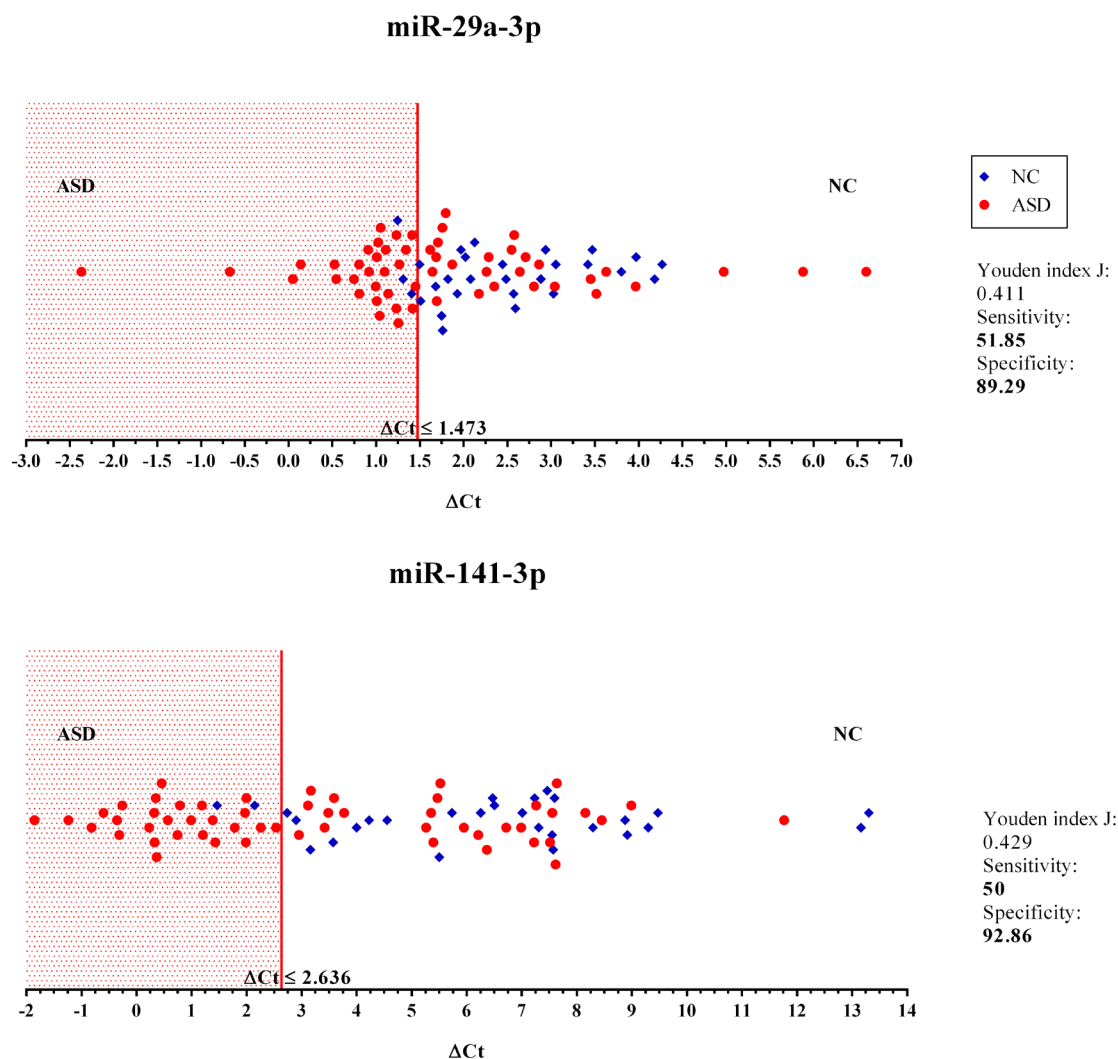 miR-29a-3p
ASD
NC
NC
ASD
Youden index J:
0.411
Sensitivity:
51.85
Specificity:
89.29
ΔCt ≤ 1.473
-3.0 -2.5 -2.0 -1.5 -1.0 -0.5 0.0 0.5 1.0 1.5 2.0 2.5 3.0 3.5 4.0 4.5 5.0 5.5 6.0 6.5 7.0
ΔCt
miR-141-3p
ASD
NC
Youden index J:
0.429
Sensitivity:
50
Specificity:
92.86
ΔCt ≤ 2.636
-2 -1 0 1 2 3 4 5 6 7 8 9 10 11 12 13 14
ΔCt